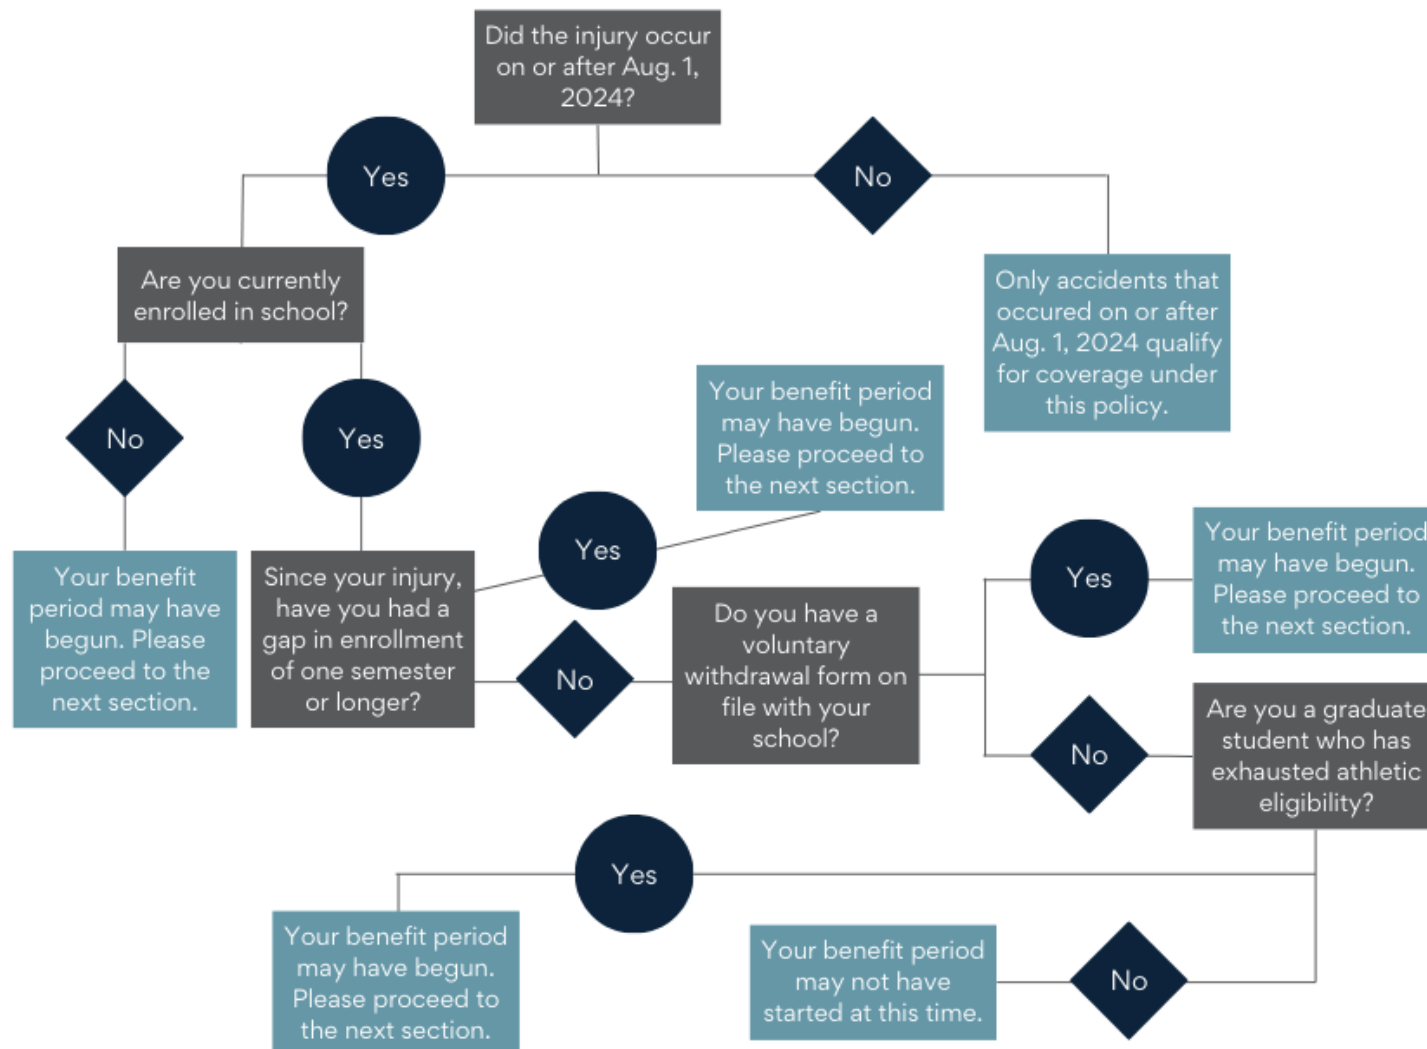 Did the injury occur
on or after Aug. 1,
2024?
Yes
No
Are you currently
enrolled in school?
Only accidents that
occured on or after
Aug. 1, 2024 qualify
for coverage under
this policy.
No
Yes
Your benefit period
may have begun.
Please proceed to
the next section.
Your benefit
period may have
begun. Please
proceed to the
next section.
Since your injury,
have you had a
gap in enrollment
of one semester
or longer?
Yes
No
Do you have a
voluntary
withdrawal form on
file with your
school?
Yes
Your benefit period
may have begun.
Please proceed to
the next section.
No
Are you a graduate
student who has
exhausted athletic
eligibility?
Yes
Your benefit period
may have begun.
Please proceed to
the next section.
No
Your benefit period
may not have
started at this time.